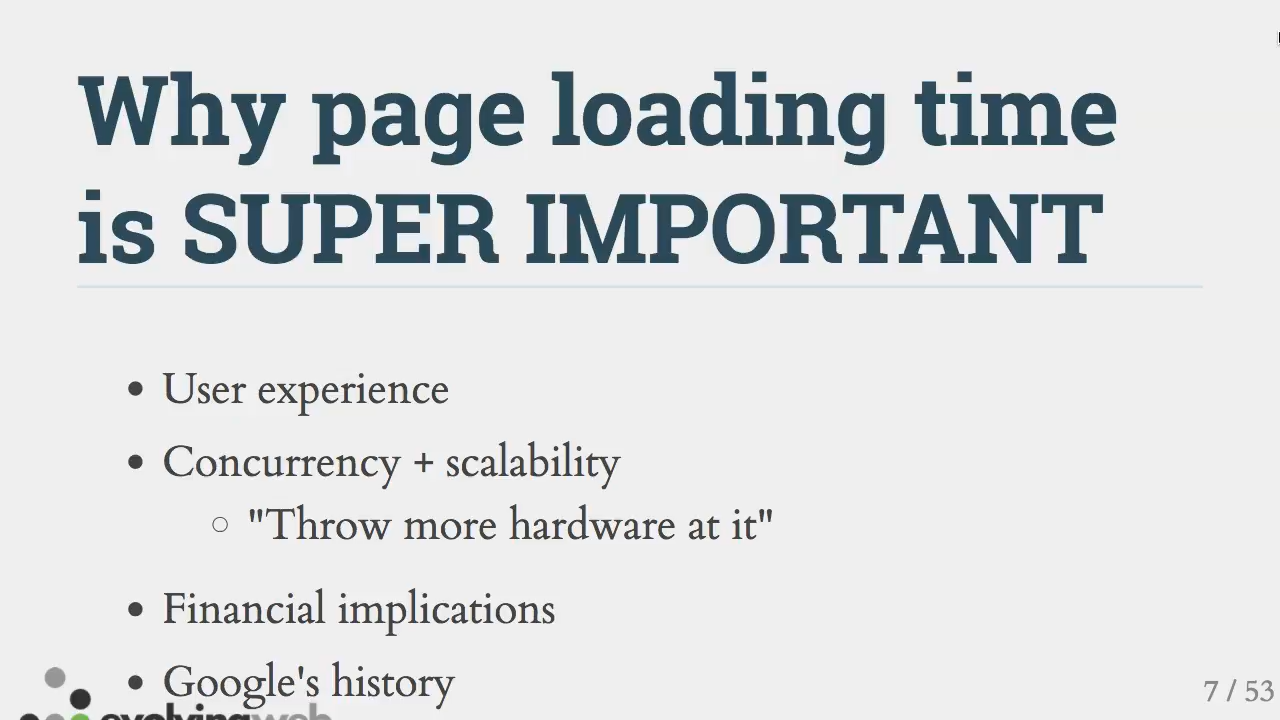 Why page loading time
is SUPER IMPORTANT
• User experience
• Concurrency + scalability
○ "Throw more hardware at it"
• Financial implications
• Google's history
evolvingweb
7 / 53